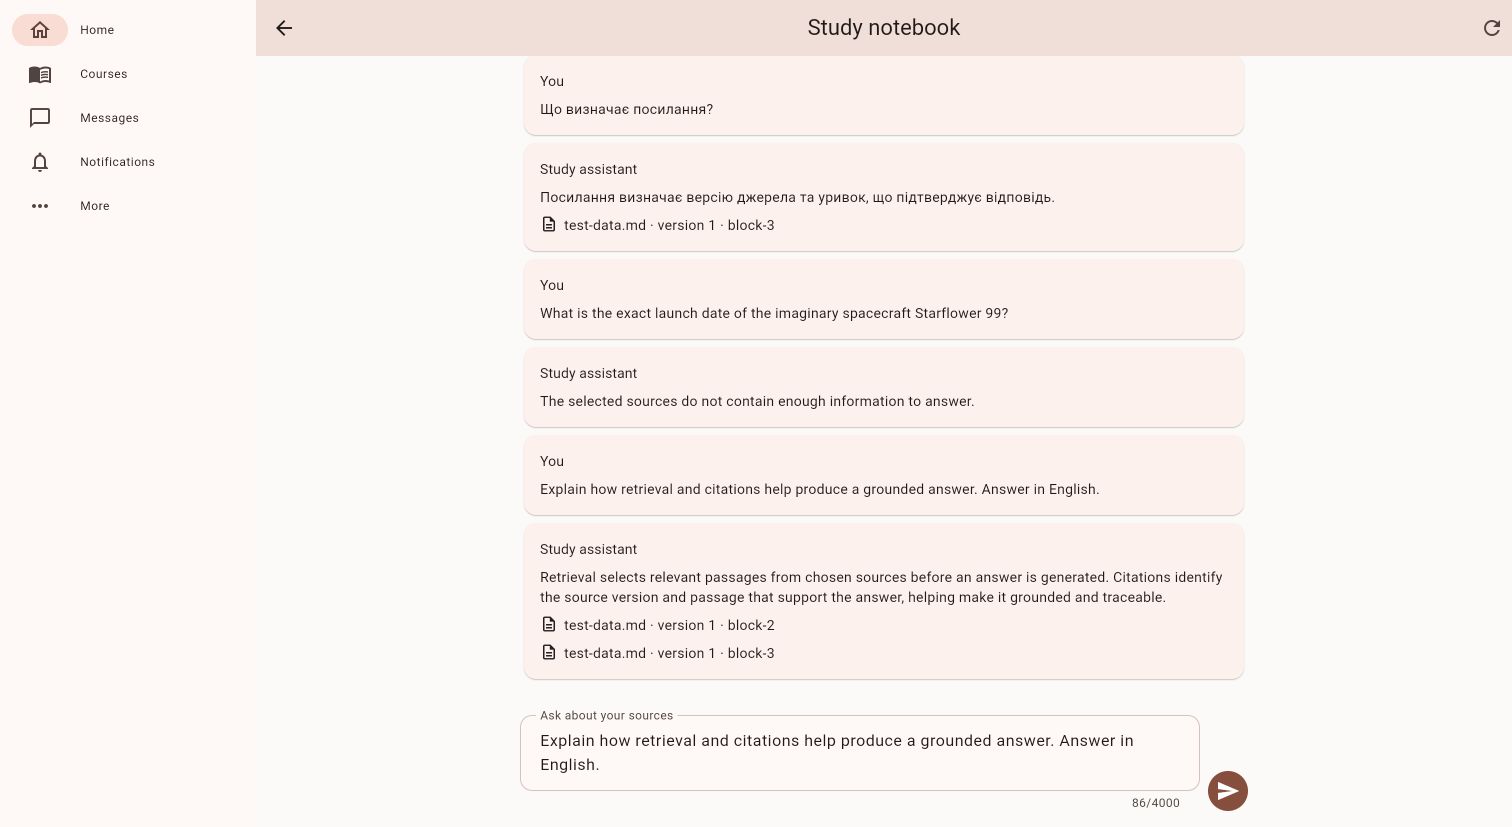 Home
Courses
Messages
Notifications
More
Study notebook
You
Що визначає посилання?
Study assistant
Посилання визначає версію джерела та уривок, що підтверджує відповідь.
test-data.md · version 1 · block-3
You
What is the exact launch date of the imaginary spacecraft Starflower 99?
Study assistant
The selected sources do not contain enough information to answer.
You
Explain how retrieval and citations help produce a grounded answer. Answer in English.
Study assistant
Retrieval selects relevant passages from chosen sources before an answer is generated. Citations identify
the source version and passage that support the answer, helping make it grounded and traceable.
test-data.md · version 1 · block-2
test-data.md · version 1 · block-3
Ask about your sources
Explain how retrieval and citations help produce a grounded answer. Answer in
English.
86/4000